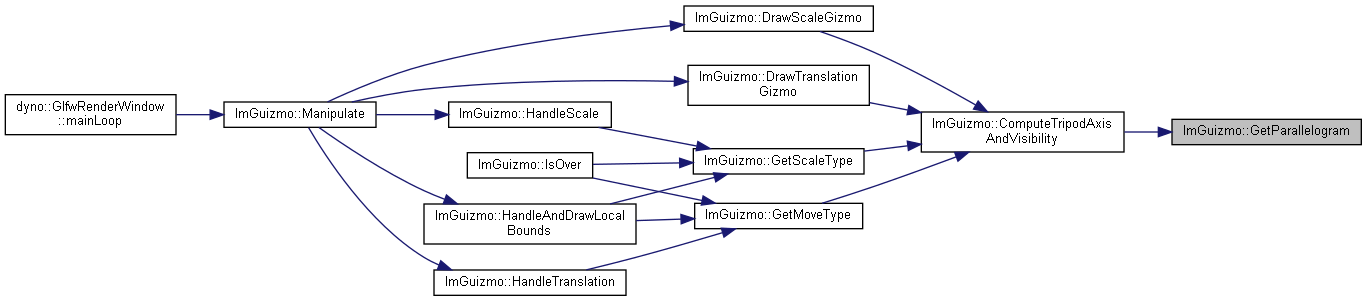 dyno::GlfwRenderWindow
::mainLoop
ImGuizmo::Manipulate
ImGuizmo::DrawScaleGizmo
ImGuizmo::DrawTranslation
Gizmo
ImGuizmo::HandleScale
ImGuizmo::IsOver
ImGuizmo::HandleAndDrawLocal
Bounds
ImGuizmo::HandleTranslation
ImGuizmo::GetScaleType
ImGuizmo::GetMoveType
ImGuizmo::ComputeTripodAxis
AndVisibility
ImGuizmo::GetParallelogram